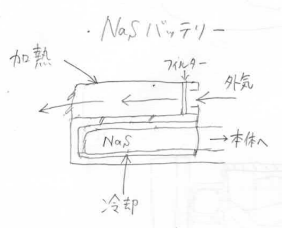 ・NaSバッテリー
加熱
フィルター
外気
NaS
→本体へ
冷却